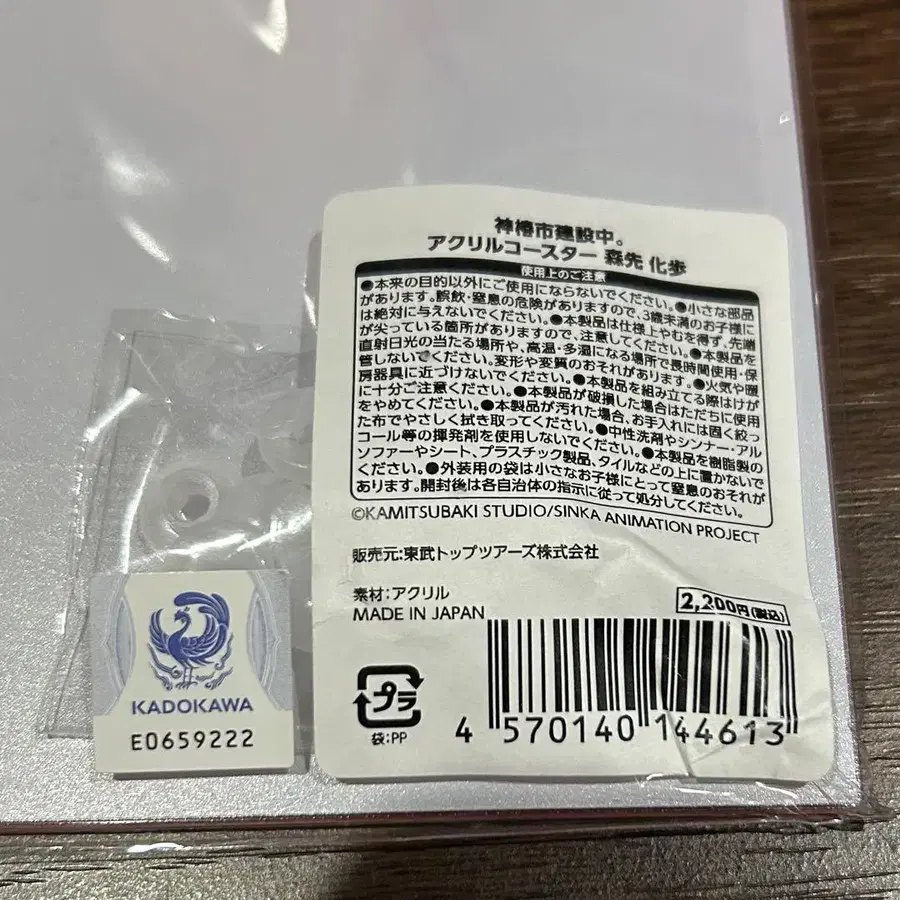 神椿市建設中。
アクリルコースター 森先 化歩
使用上のご注意
●本来の目的以外にご使用にならないでください。●小さな部品
があります。誤飲・窒息の危険がありますので、3歳未満のお子様に
は絶対に与えないでください。●本製品は仕様上やむを得ず、先端
が尖っている箇所がありますので、注意してください。●本製品を
直射日光の当たる場所や、高温・多湿になる場所で長時間使用・保
管しないでください。変形や変質のおそれがあります。●火気や暖
房器具に近づけないでください。●本製品を組み立てる際はけが
に十分ご注意ください。●本製品が破損した場合はただちに使用
をやめてください。●本製品が汚れた場合、お手入れには固く絞っ
た布でやさしく拭き取ってください。●中性洗剤やシンナー・アル
コール等の揮発剤を使用しないでください。●本製品を樹脂製の
ソファーやシート、プラスチック製品、タイルなどの上に置かないで
ください。●外装用の袋は小さなお子様にとって窒息のおそれが
あります。開封後は各自治体の指示に従って処分してください。
©KAMITSUBAKI STUDIO/SINKA ANIMATION PROJECT
販売元:東武トップツアーズ株式会社
素材:アクリル
MADE IN JAPAN
2,200円(税込)
プラ
袋:PP
4 570140 144613
KADOKAWA
E0659222